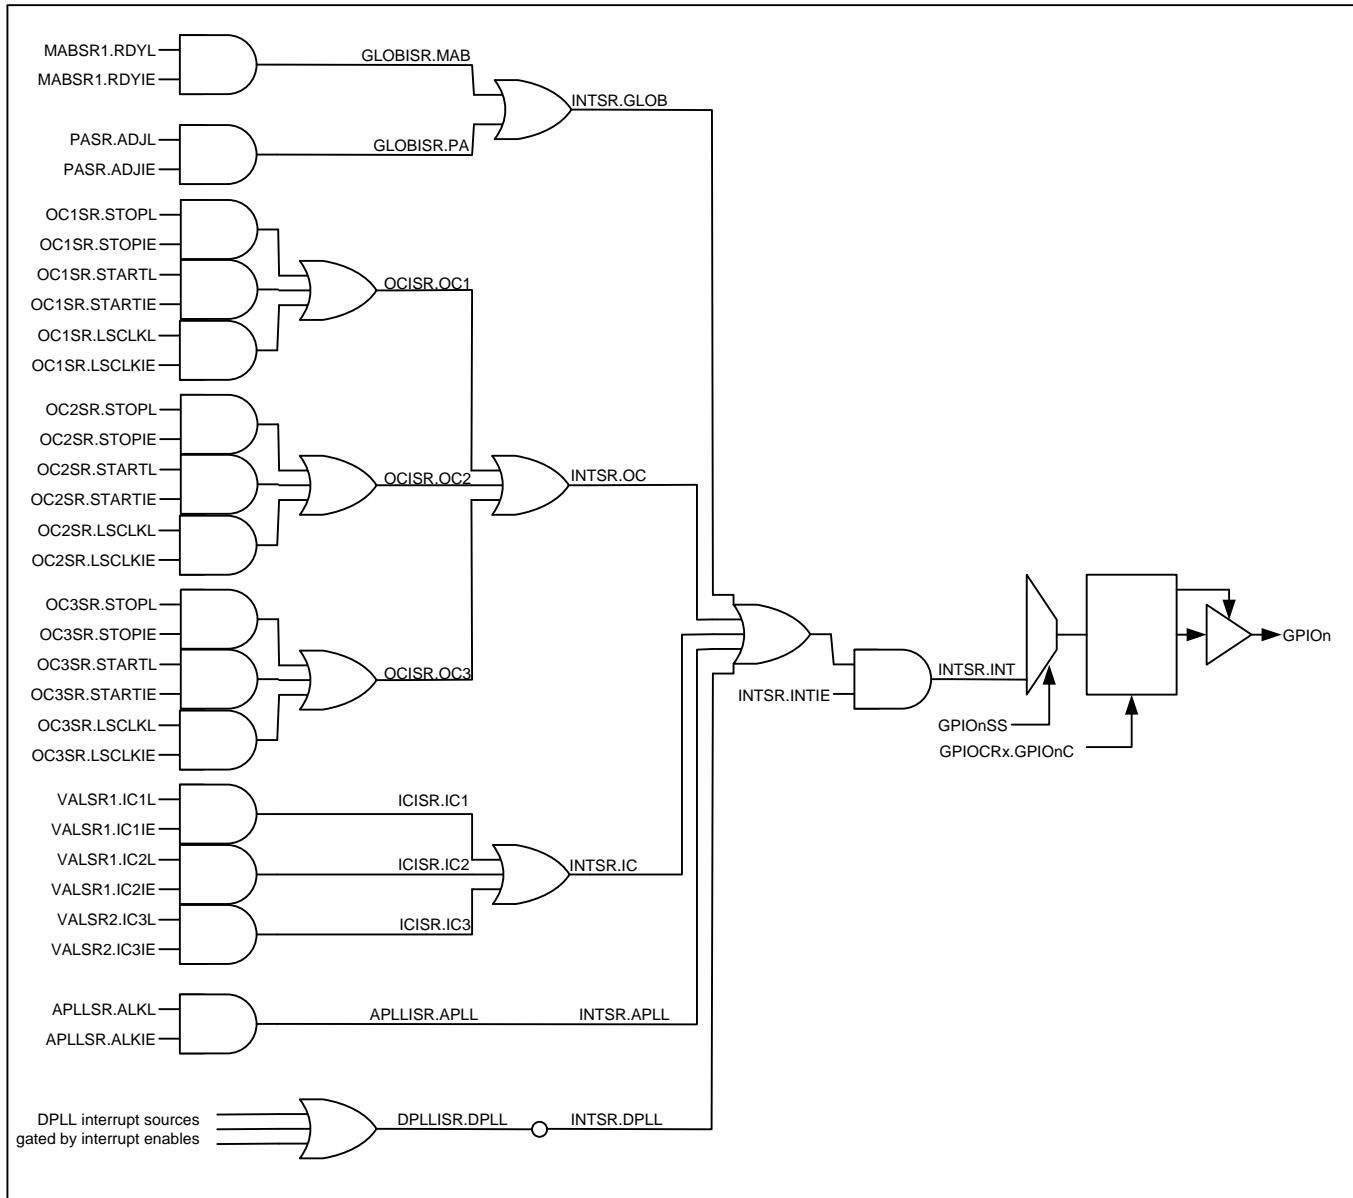 MABSR1.RDYL
MABSR1.RDYIE
GLOBISR.MAB
INTSR.GLOB
PASR.ADJL
PASR.ADJIE
GLOBISR.PA
OC1SR.STOPL
OC1SR.STOPIE
OC1SR.STARTL
OC1SR.STARTIE
OC1SR.LSCLKL
OC1SR.LSCLKIE
OCISR.OC1
OC2SR.STOPL
OC2SR.STOPIE
OC2SR.STARTL
OC2SR.STARTIE
OC2SR.LSCLKL
OC2SR.LSCLKIE
OCISR.OC2
INTSR.OC
OC3SR.STOPL
OC3SR.STOPIE
OC3SR.STARTL
OC3SR.STARTIE
OC3SR.LSCLKL
OC3SR.LSCLKIE
OCISR.OC3
INTSR.INTIE
INTSR.INT
GPIOnSS
GPIOCRx.GPIOnC
GPIOn
VALSR1.IC1L
VALSR1.IC1IE
VALSR1.IC2L
VALSR1.IC2IE
VALSR2.IC3L
VALSR2.IC3IE
ICISR.IC1
ICISR.IC2
ICISR.IC3
INTSR.IC
APLLSR.ALKL
APLLSR.ALKIE
APLLISR.APLL
INTSR.APLL
DPLL interrupt sources
gated by interrupt enables
DPLLISR.DPLL
INTSR.DPLL